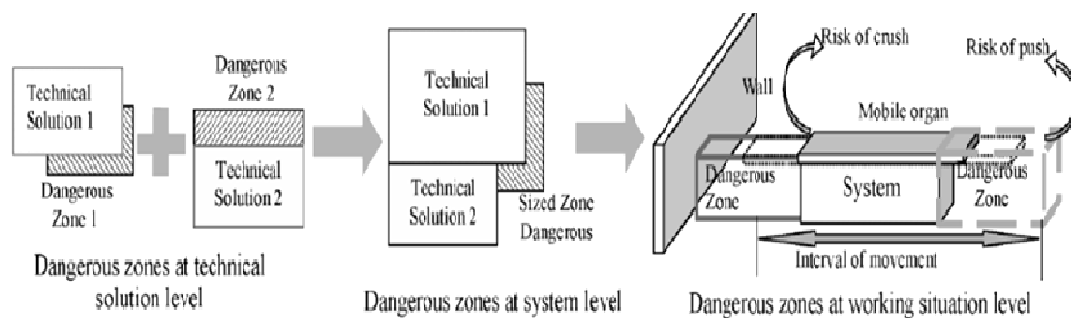 Technical
Solution 1
Dangerous
Zone 1
Dangerous
Zone 2
Technical
Solution 2
Dangerous zones at technical
solution level
Technical
Solution 1
Technical
Solution 2
Sized Zone
Dangerous
Dangerous zones at system level
Risk of crush
Risk of push
Wall
Mobile organ
Dangerous
Zone
System
Dangerous
Zone
Interval of movement
Dangerous zones at working situation level